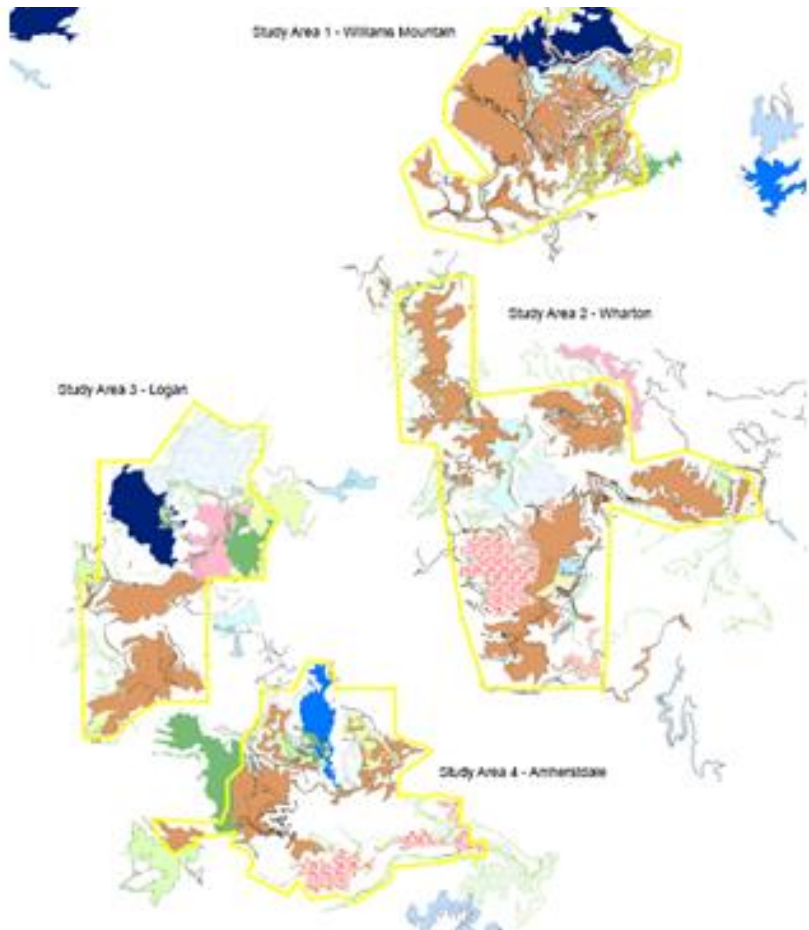 Study Area 1 - Williams Mountain
Study Area 2 - Wharton
Study Area 3 - Logan
Study Area 4 - Amherstdale